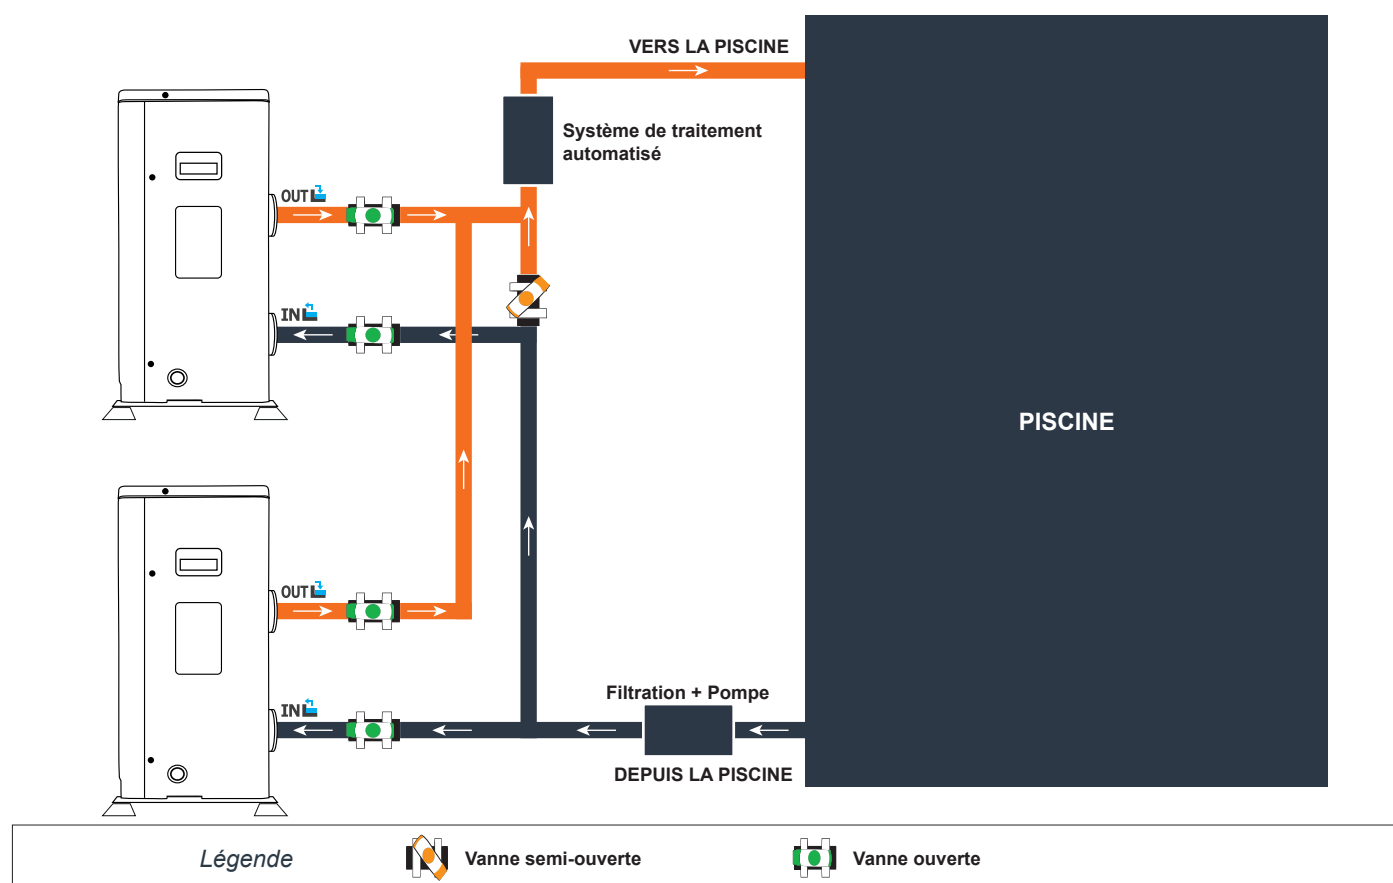 VERS LA PISCINE
Système de traitement
automatisé
OUT
IN
PISCINE
OUT
IN
Filtration + Pompe
DEPUIS LA PISCINE
Légende
Vanne semi-ouverte
Vanne ouverte